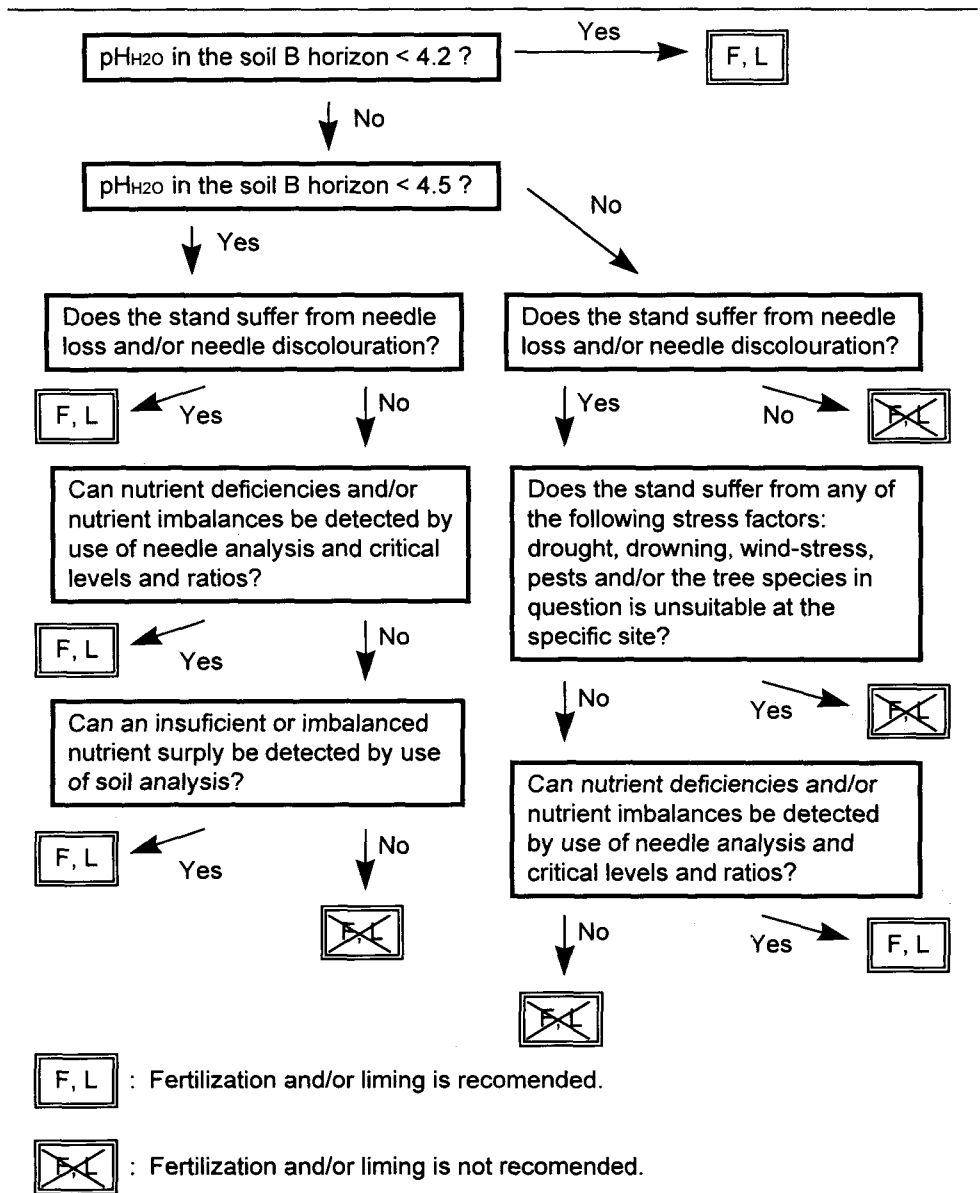 pHH2O in the soil B horizon < 4.2 ?
Yes
F, L
No
pHH2O in the soil B horizon < 4.5 ?
No
Yes
Does the stand suffer from needle
loss and/or needle discolouration?
Does the stand suffer from needle
loss and/or needle discolouration?
F, L
Yes
No
Yes
No
F, L
Can nutrient deficiencies and/or
nutrient imbalances be detected by
use of needle analysis and critical
levels and ratios?
Does the stand suffer from any of
the following stress factors:
drought, drowning, wind-stress,
pests and/or the tree species in
question is unsuitable at the
specific site?
F, L
Yes
No
No
Yes
F, L
Can an insuficient or imbalanced
nutrient surply be detected by use
of soil analysis?
Can nutrient deficiencies and/or
nutrient imbalances be detected
by use of needle analysis and
critical levels and ratios?
F, L
Yes
No
F, L
No
Yes
F, L
F, L
F, L : Fertilization and/or liming is recomended.
F, L : Fertilization and/or liming is not recomended.